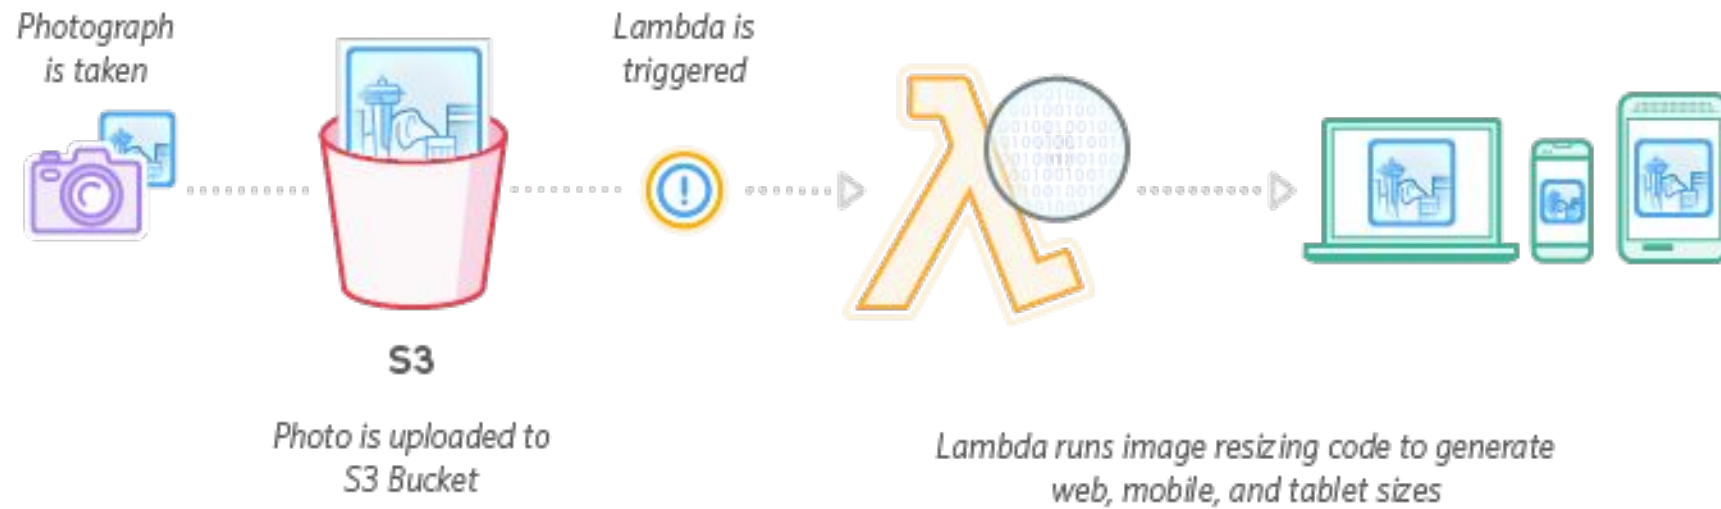 Photograph
is taken
Lambda is
triggered
S3
Photo is uploaded to
S3 Bucket
Lambda runs image resizing code to generate
web, mobile, and tablet sizes